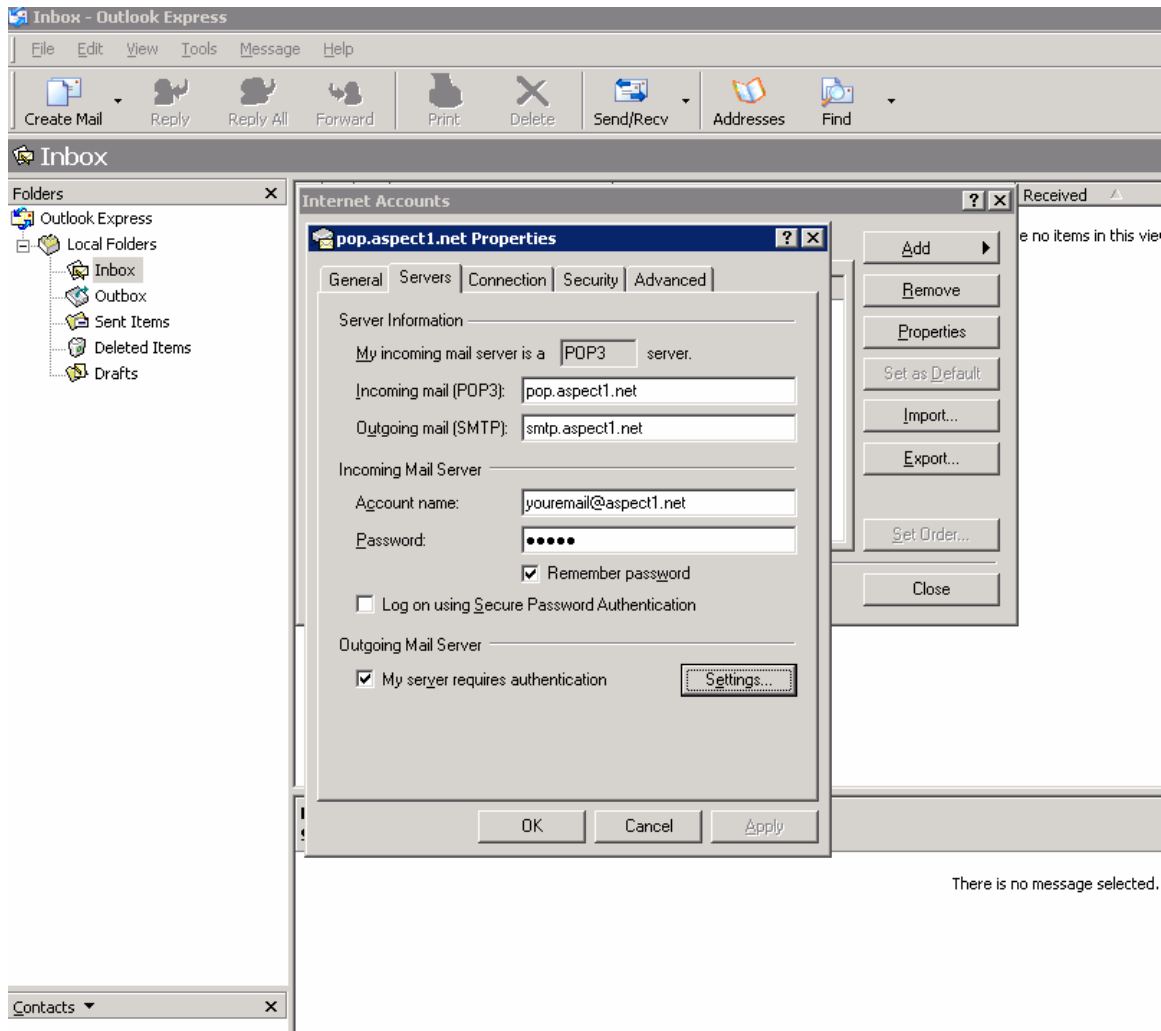 Inbox - Outlook Express
File Edit View Tools Message Help
Create Mail Reply Reply All Forward Print Delete Send/Recv Addresses Find
Inbox
Folders
Outlook Express
Local Folders
Inbox
Outbox
Sent Items
Deleted Items
Drafts
Contacts
Internet Accounts
Received
e no items in this vie
Add
Remove
Properties
Set as Default
Import...
Export...
Set Order...
Close
pop.aspect1.net Properties
General Servers Connection Security Advanced
Server Information
My incoming mail server is a POP3 server.
Incoming mail (POP3): pop.aspect1.net
Outgoing mail (SMTP): smtp.aspect1.net
Incoming Mail Server
Account name: youremail@aspect1.net
Password: •••••
Remember password
Log on using Secure Password Authentication
Outgoing Mail Server
My server requires authentication Settings...
OK Cancel Apply
There is no message selected.